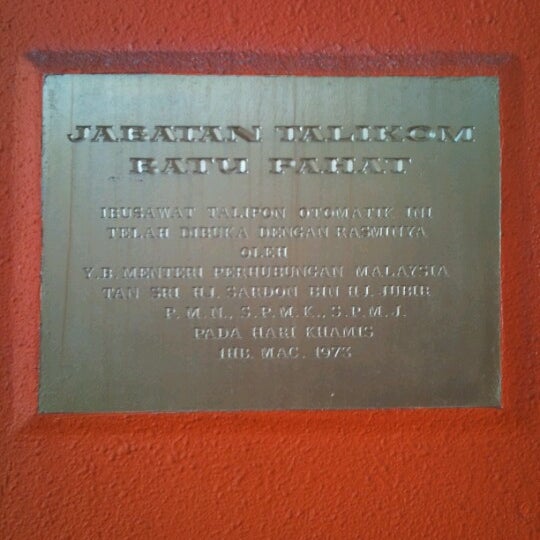 JABATAN TALIKOM
BATU PAHAT
IBUSAWAT TALIPON OTOMATIK INI
TELAH DIBUKA DENGAN RASMINYA
OLEH
Y.B. MENTERI PERHUBUNGAN MALAYSIA
TAN SRI HJ. SARDON BIN HJ. JUBIR
P.M.N., S.P.M.K., S.P.M.J.
PADA HARI KHAMIS
1HB. MAC. 1973